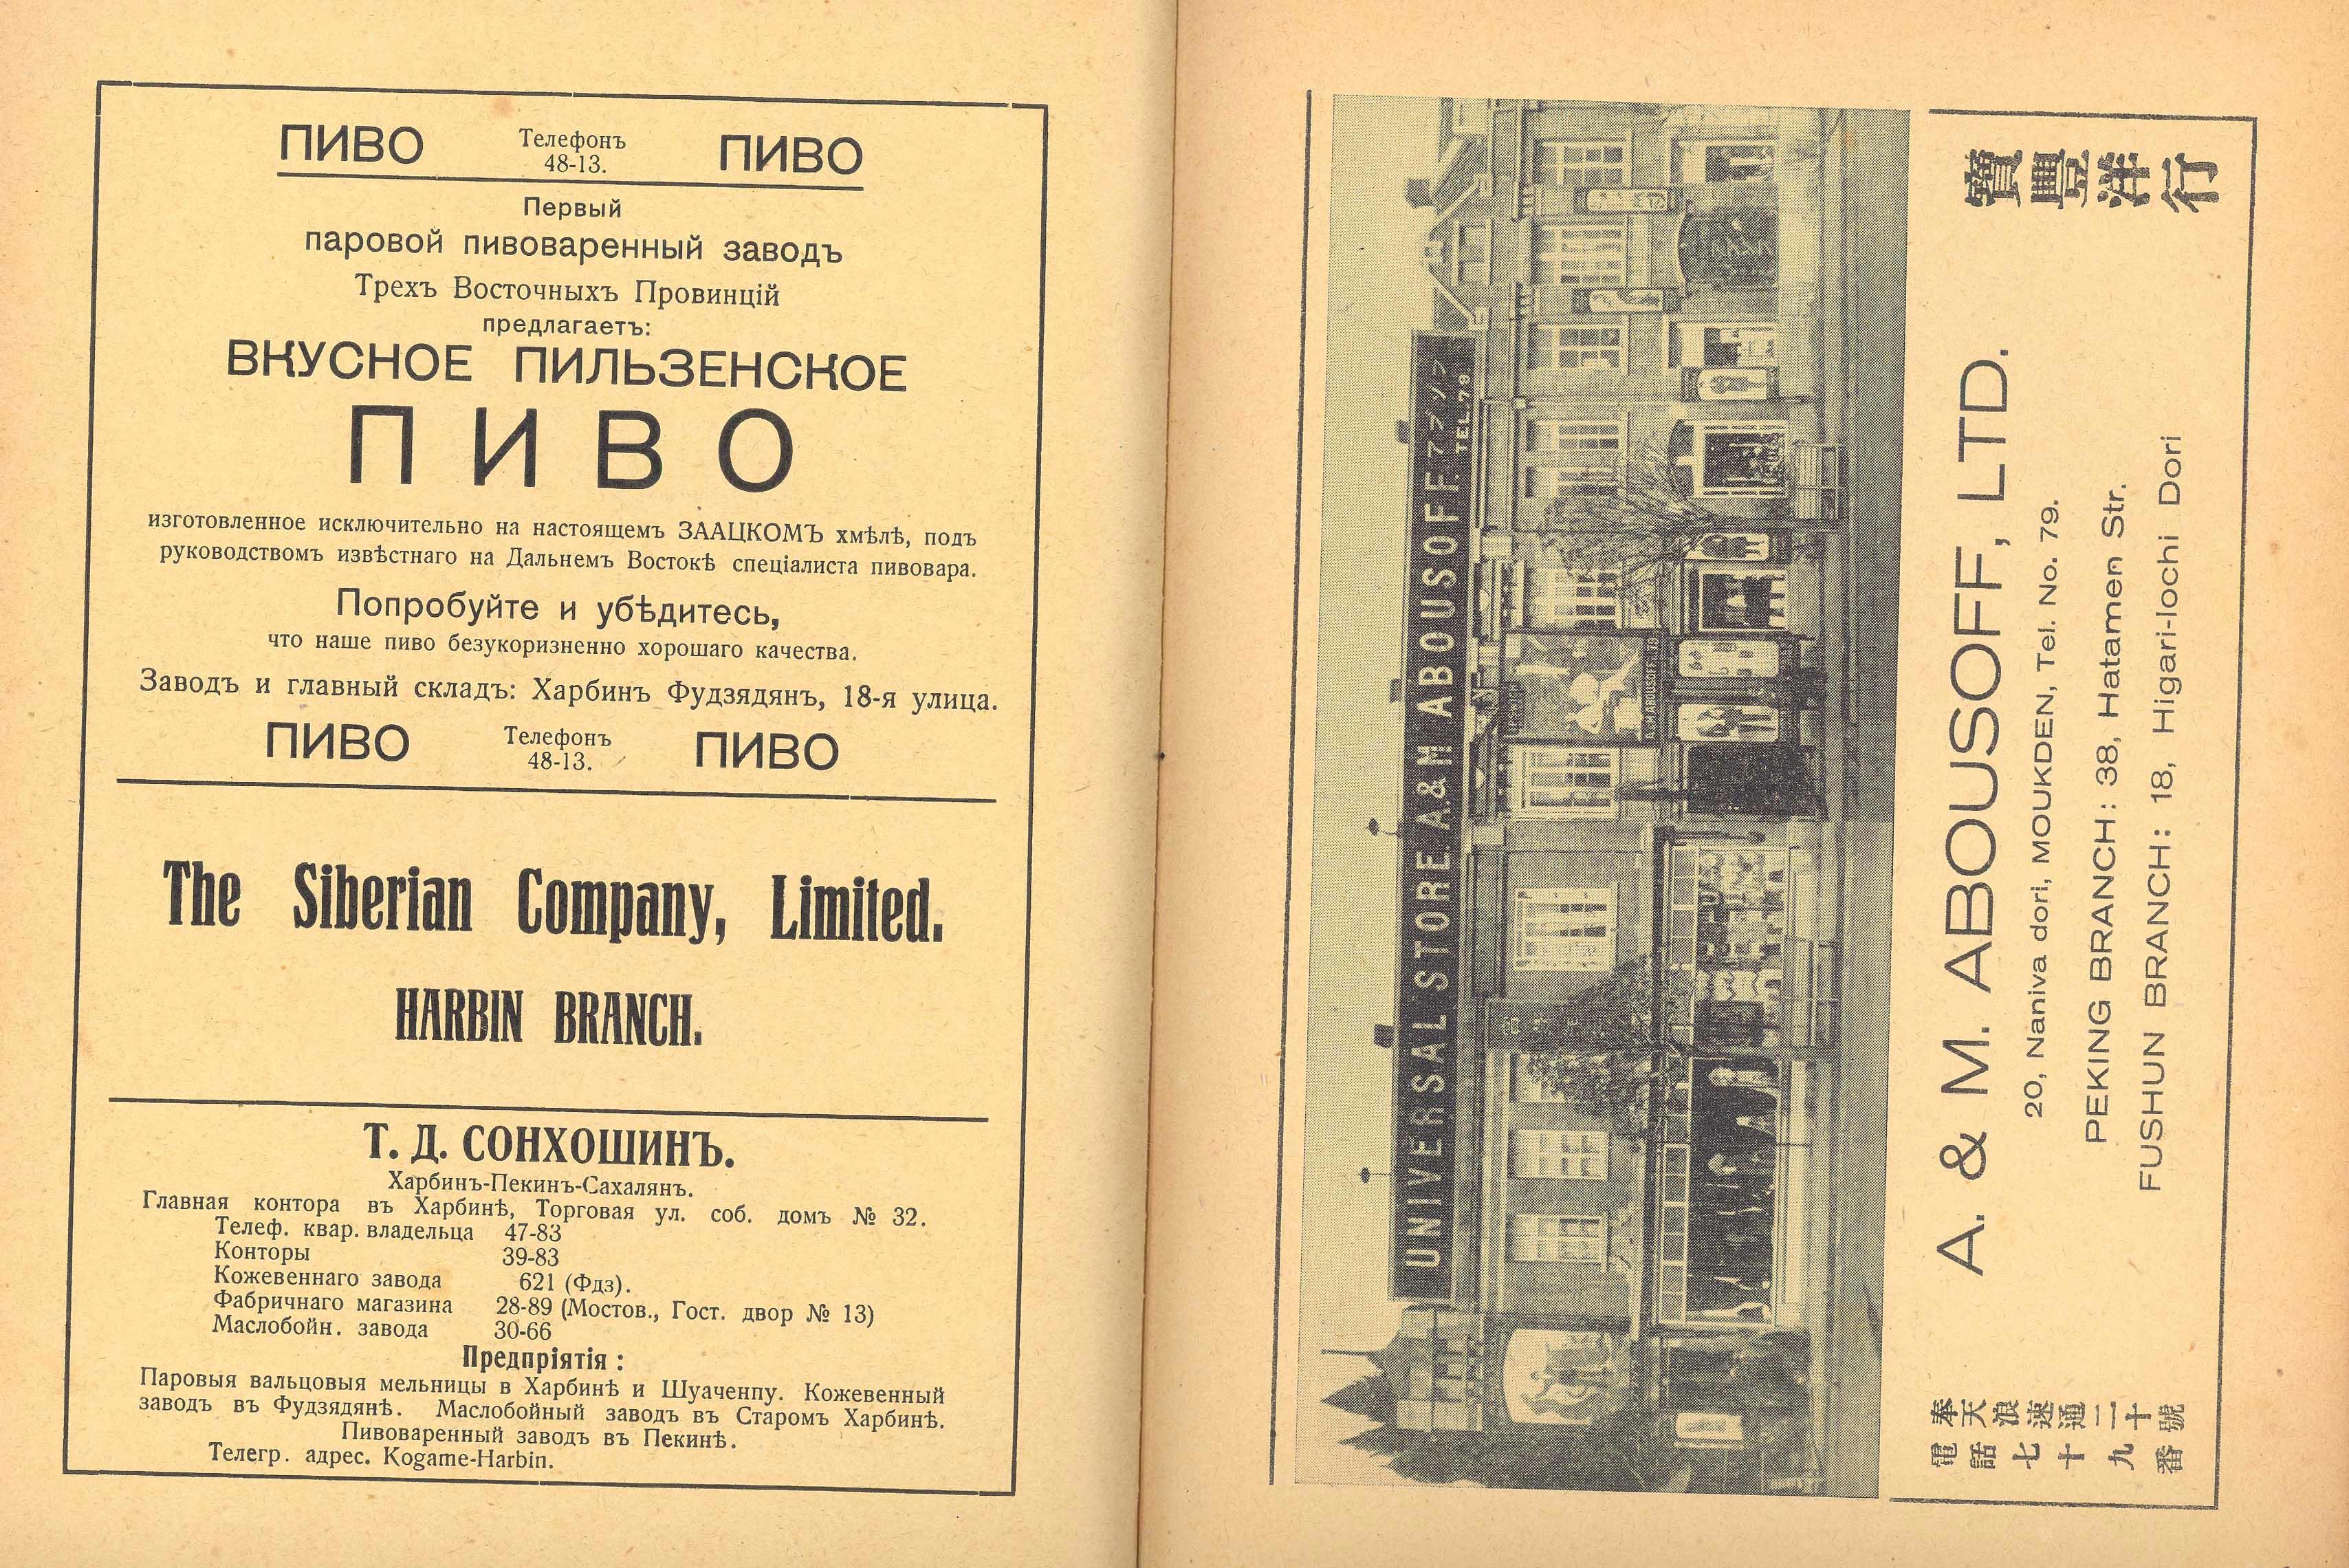 ПИВО Телефонъ 48-13. ПИВО
Первый
паровой пивоваренный заводъ
Трехъ Восточныхъ Провинцій
предлагаетъ:
ВКУСНОЕ ПИЛЬЗЕНСКОЕ
ПИВО
изготовленное исключительно на настоящемъ ЗААЦКОМЪ хмѣлѣ, подъ
руководствомъ извѣстнаго на Дальнемъ Востокѣ спеціалиста пивовара.
Попробуйте и убѣдитесь,
что наше пиво безукоризненно хорошаго качества.
Заводъ и главный складъ: Харбинъ Фудзядянъ, 18-я улица.
ПИВО Телефонъ 48-13. ПИВО
The Siberian Company, Limited.
HARBIN BRANCH.
Т. Д. СОНХОШИНЪ.
Харбинъ-Пекинъ-Сахалянъ.
Главная контора въ Харбинѣ, Торговая ул. соб. домъ № 32.
Телеф. квар. владельца 47-83
Конторы 39-83
Кожевеннаго завода 621 (Фдз).
Фабричнаго магазина 28-89 (Мостов., Гост. двор № 13)
Маслобойн. завода 30-66
Предпріятія :
Паровыя вальцовыя мельницы в Харбинѣ и Шуаченпу. Кожевенный
заводъ въ Фудзядянѣ. Маслобойный заводъ въ Старомъ Харбинѣ.
Пивоваренный заводъ въ Пекинѣ.
Телегр. адрес. Kogame-Harbin.
UNIVERSAL STORE A.&M ABOUSOFF. アブソフ
TEL.79
A.M ABOUSOFF. 79
寶豐洋行
A. & M. ABOUSOFF, LTD.
20, Naniva dori, MOUKDEN, Tel. No. 79.
PEKING BRANCH: 38, Hatamen Str.
FUSHUN BRANCH: 18, Higari-Iochi Dori
奉天浪速通二十號
電話七十九番